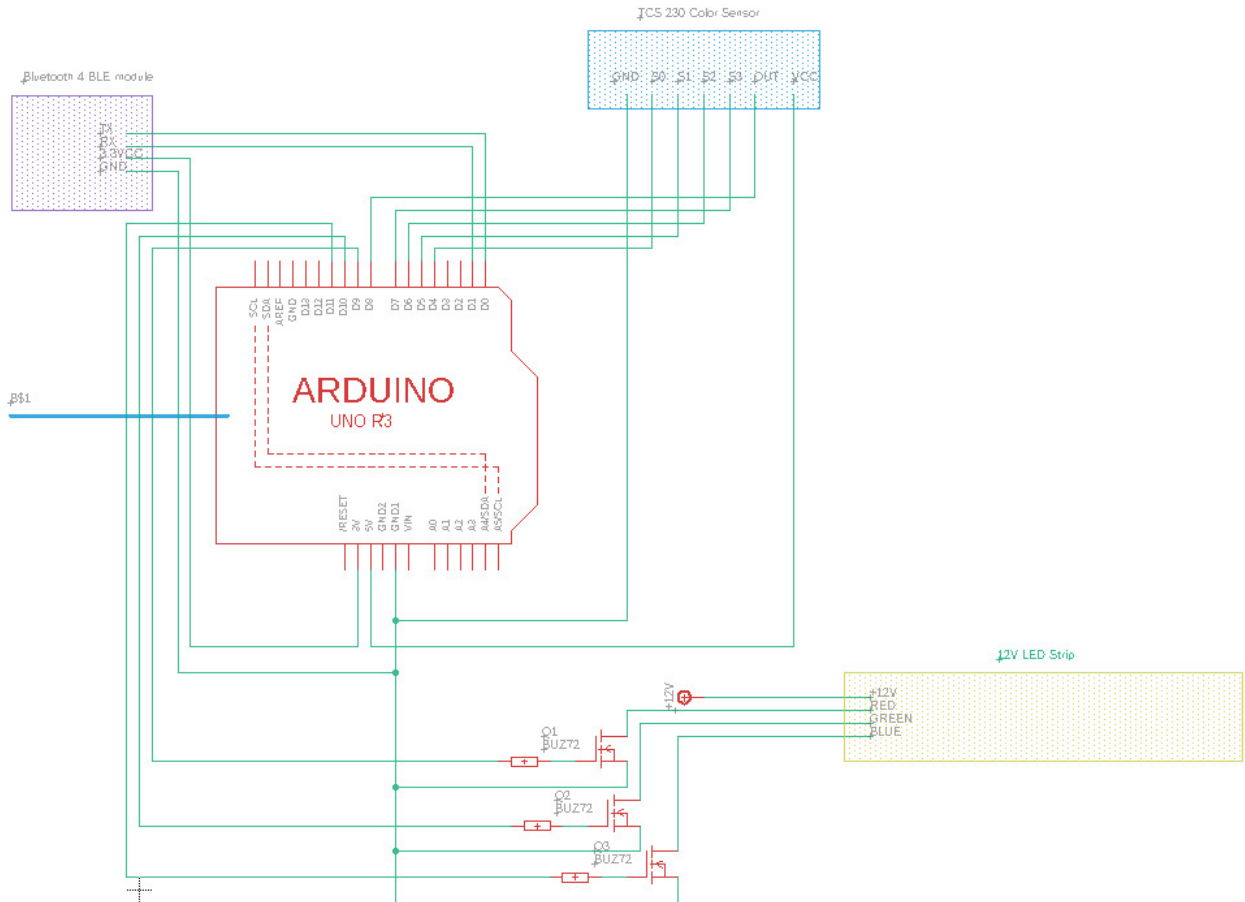 TCS 230 Color Sensor
GND S0 S1 S2 S3 OUT VCC
Bluetooth 4 BLE module
TX
RX
3.3VCC
GND
SCL SDA AREF GND D13 D12 D11 D10 D9 D8 D7 D6 D5 D4 D3 D2 D1 D0
ARDUINO
UNO R3
B$1
/RESET 3V 5V GND2 GND1 VIN A0 A1 A2 A3 A4/SDA A5/SCL
12V LED Strip
+12V
+12V
RED
GREEN
BLUE
Q1
BUZ72
Q2
BUZ72
Q3
BUZ72